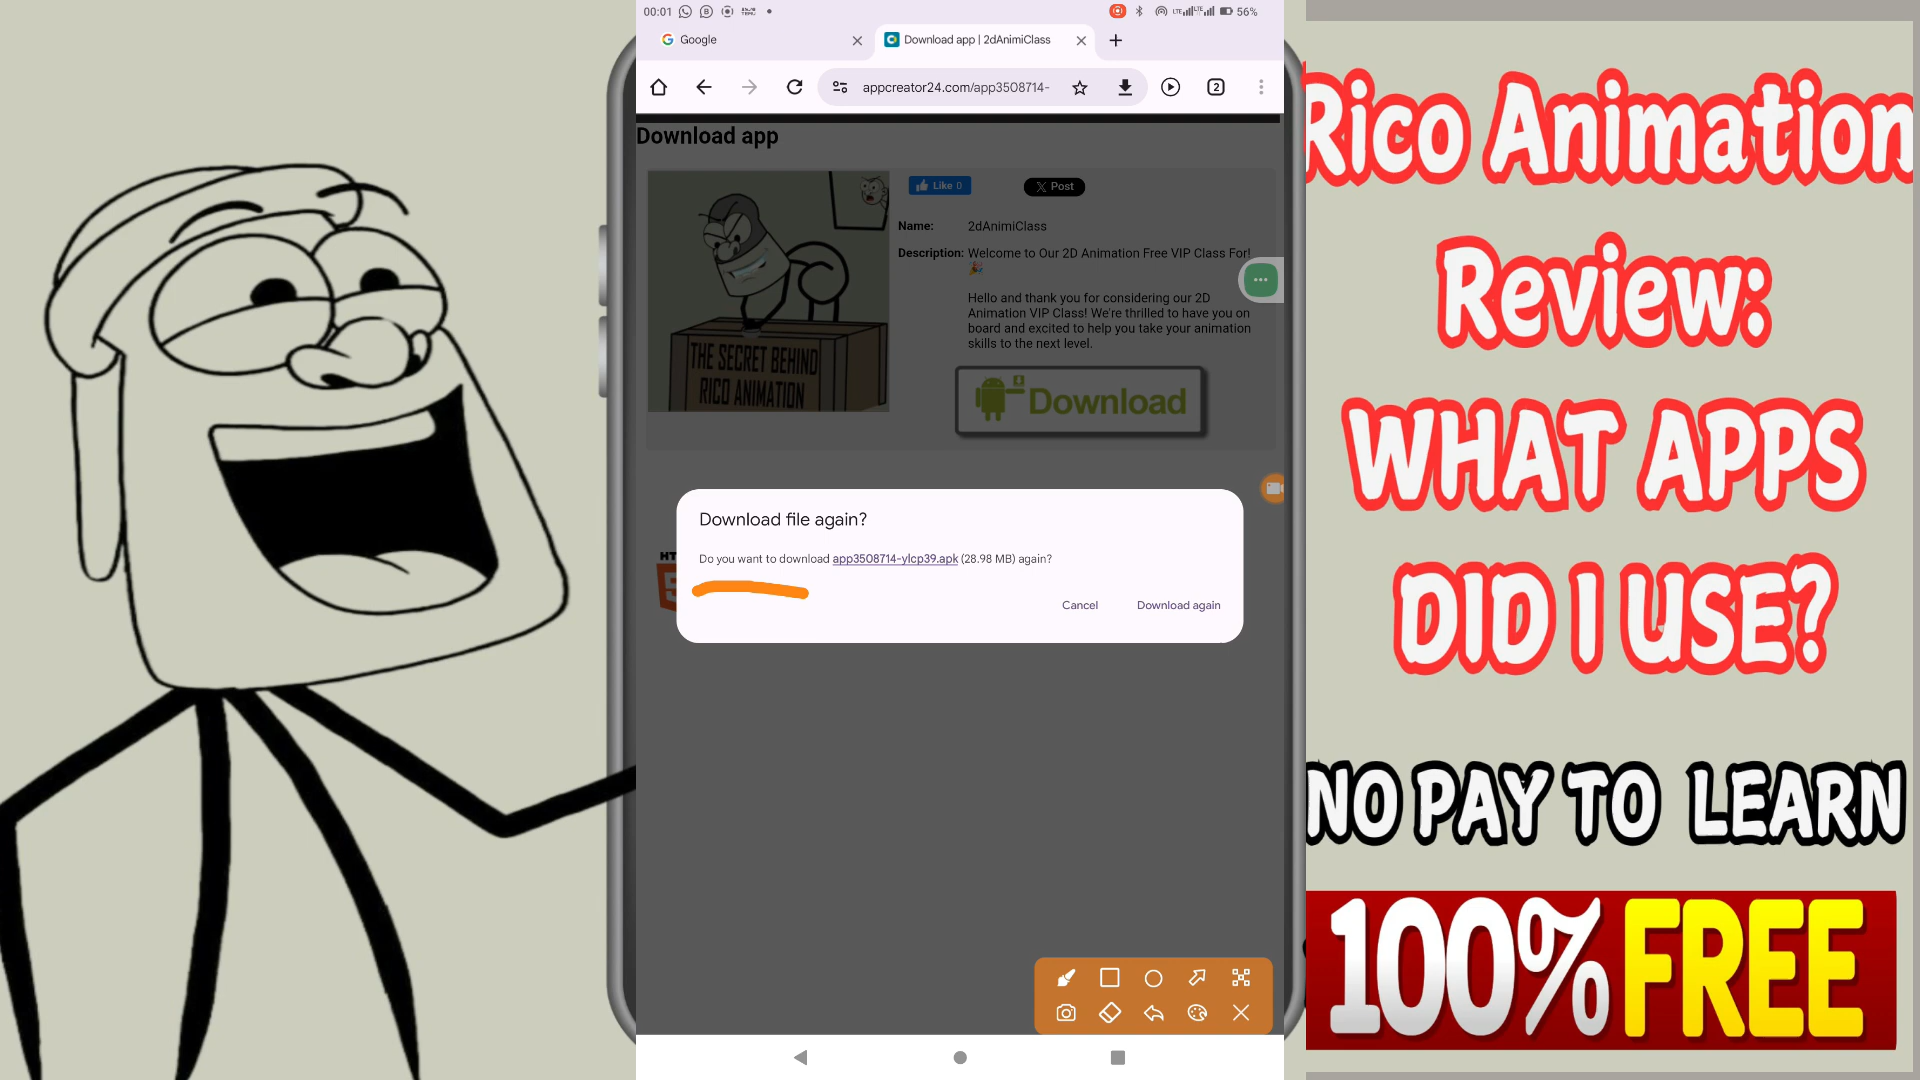 00:01
56%
Google
Download app | 2dAnimiClass
appcreator24.com/app3508714-
2
Download app
Like 0
Post
Name: 2dAnimiClass
Description: Welcome to Our 2D Animation Free VIP Class For!
🎉
Hello and thank you for considering our 2D
Animation VIP Class! We're thrilled to have you on
board and excited to help you take your animation
skills to the next level.
THE SECRET BEHIND
RICO ANIMATION
Download
HT
5
Download file again?
Do you want to download app3508714-ylcp39.apk (28.98 MB) again?
Cancel
Download again
Rico Animation
Review:
WHAT APPS
DID I USE?
NO PAY TO LEARN
100% FREE